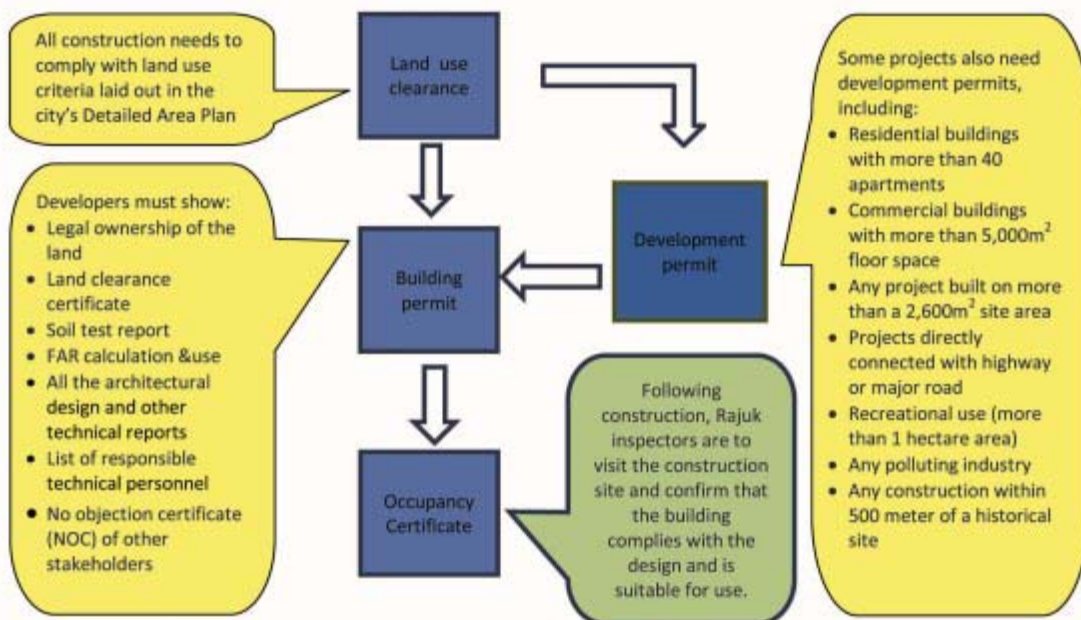 All construction needs to
comply with land use
criteria laid out in the
city's Detailed Area Plan
Land use
clearance
Some projects also need
development permits,
including:
• Residential buildings
with more than 40
apartments
• Commercial buildings
with more than 5,000m²
floor space
• Any project built on more
than a 2,600m² site area
• Projects directly
connected with highway
or major road
• Recreational use (more
than 1 hectare area)
• Any polluting industry
• Any construction within
500 meter of a historical
site
Developers must show:
• Legal ownership of the
land
• Land clearance
certificate
• Soil test report
• FAR calculation &use
• All the architectural
design and other
technical reports
• List of responsible
technical personnel
• No objection certificate
(NOC) of other
stakeholders
Building
permit
Development
permit
Occupancy
Certificate
Following
construction, Rajuk
inspectors are to
visit the construction
site and confirm that
the building
complies with the
design and is
suitable for use.